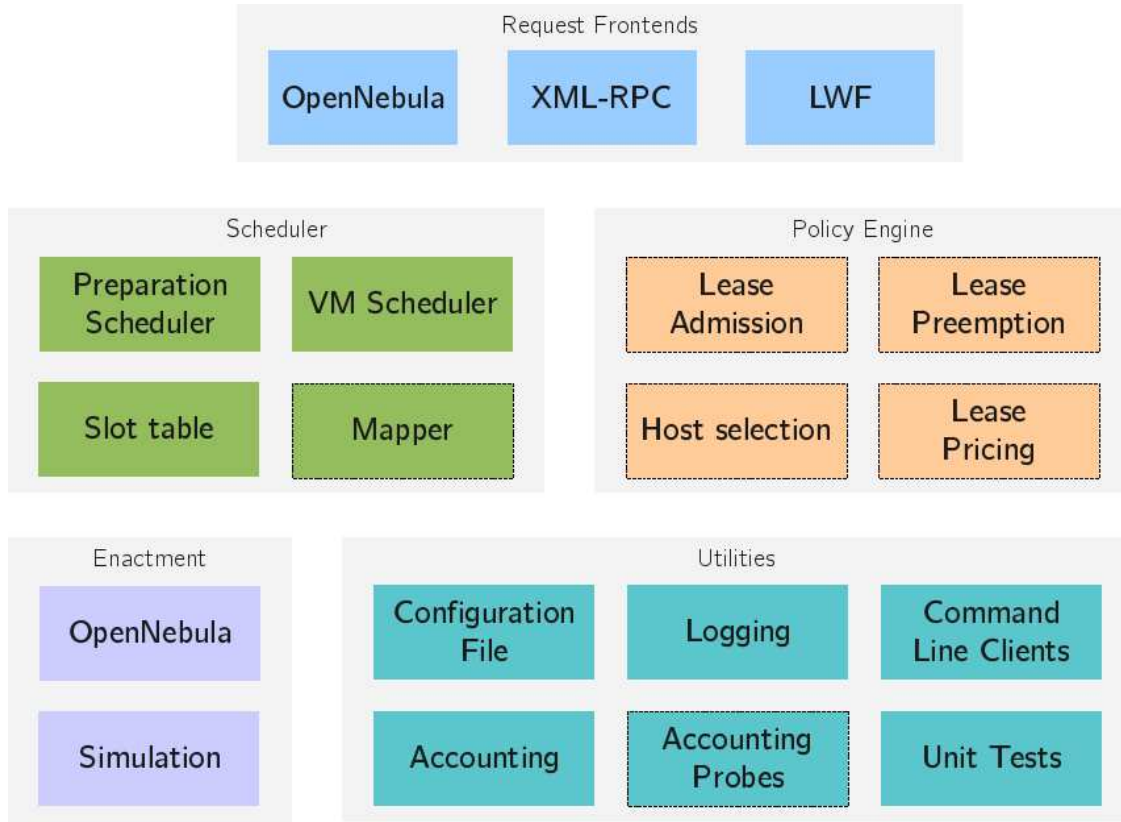 Request Frontends
OpenNebula
XML-RPC
LWF
Scheduler
Preparation
Scheduler
VM Scheduler
Slot table
Mapper
Policy Engine
Lease
Admission
Lease
Preemption
Host selection
Lease
Pricing
Enactment
OpenNebula
Simulation
Utilities
Configuration
File
Logging
Command
Line Clients
Accounting
Accounting
Probes
Unit Tests